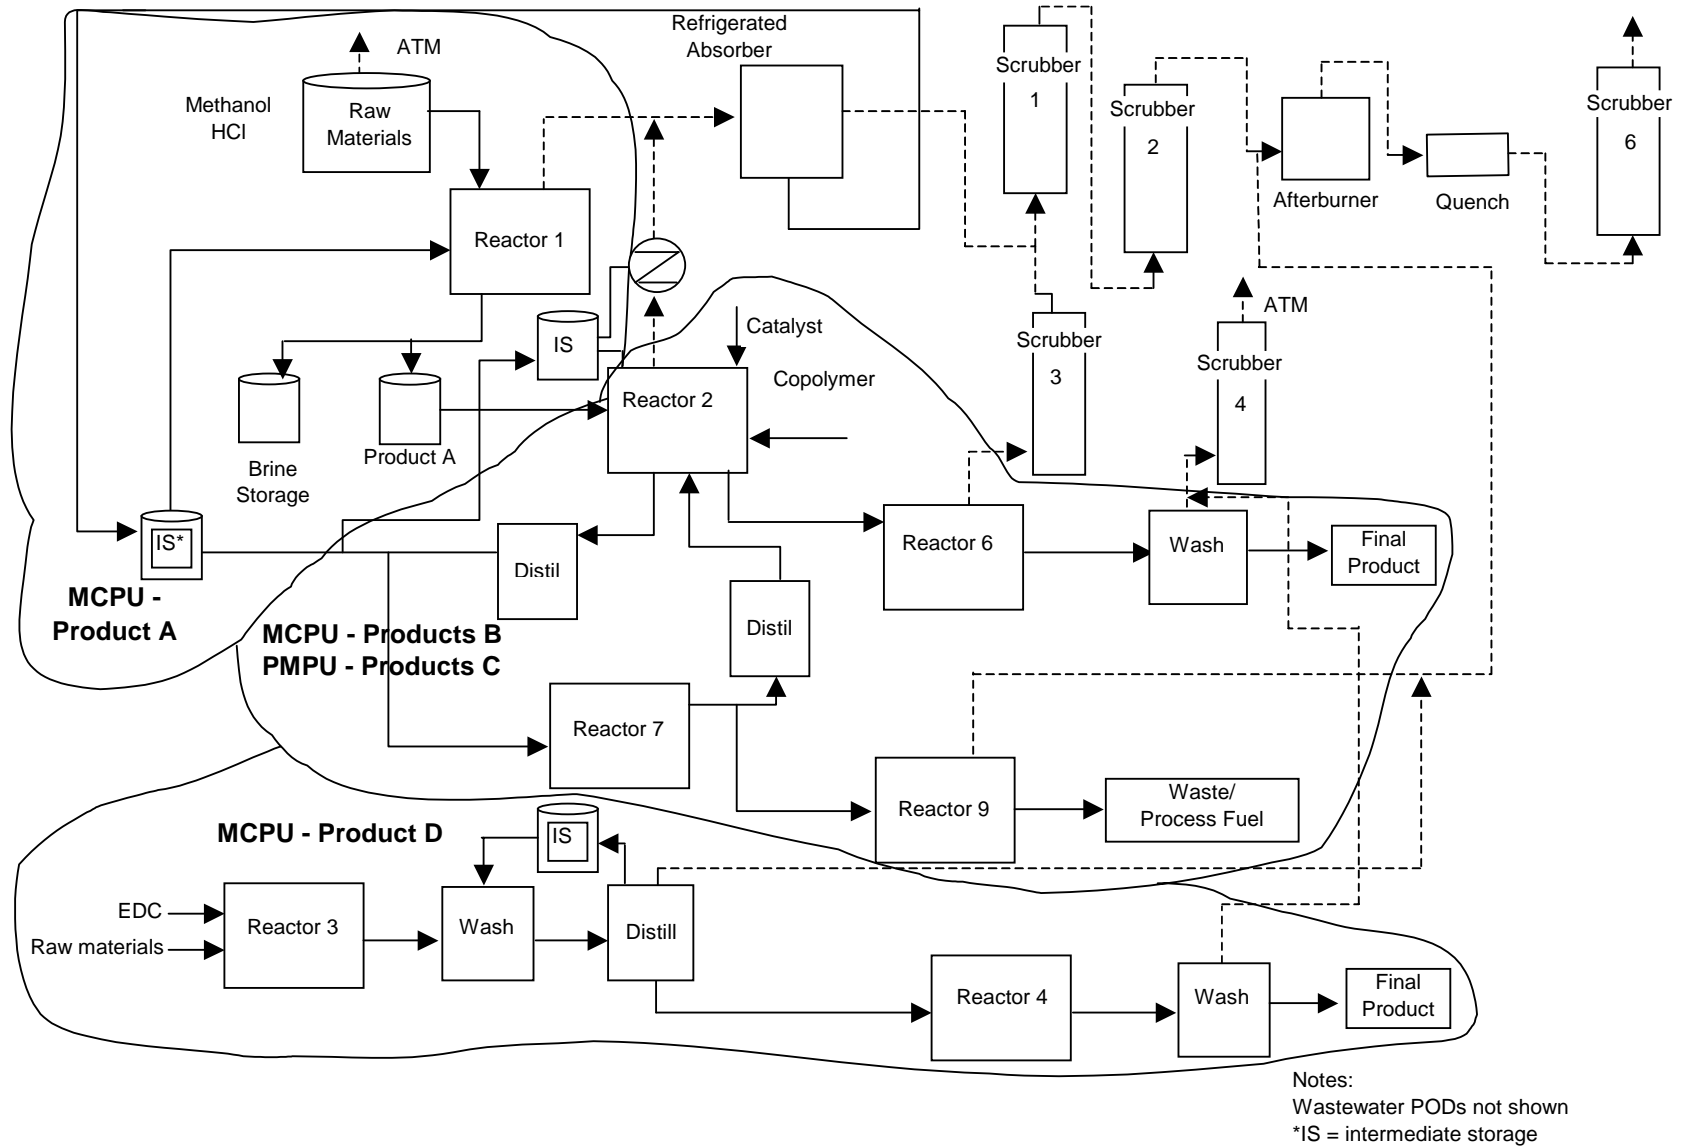 Refrigerated
Absorber
ATM
Methanol
HCl
Raw
Materials
Scrubber
1
Scrubber
2
Scrubber
6
Afterburner
Quench
Reactor 1
ATM
IS
Catalyst
Scrubber
3
Scrubber
4
Reactor 2
Copolymer
Product A
Brine
Storage
IS*
Distil
Reactor 6
Wash
Final
Product
MCPU -
Product A
Distil
MCPU - Products B
PMPU - Products C
Reactor 7
Reactor 9
Waste/
Process Fuel
MCPU - Product D
IS
EDC
Raw materials
Reactor 3
Wash
Distill
Reactor 4
Wash
Final
Product
Notes:
Wastewater PODs not shown
*IS = intermediate storage